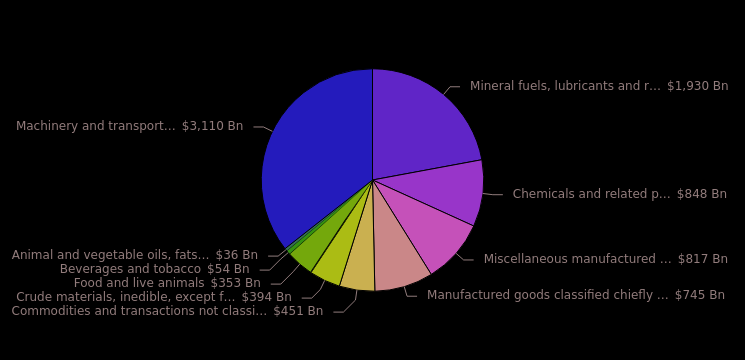 Mineral fuels, lubricants and r... $1,930 Bn
Machinery and transport... $3,110 Bn
Chemicals and related p... $848 Bn
Animal and vegetable oils, fats... $36 Bn
Miscellaneous manufactured ... $817 Bn
Beverages and tobacco $54 Bn
Food and live animals $353 Bn
Crude materials, inedible, except f... $394 Bn
Manufactured goods classified chiefly ... $745 Bn
Commodities and transactions not classi... $451 Bn